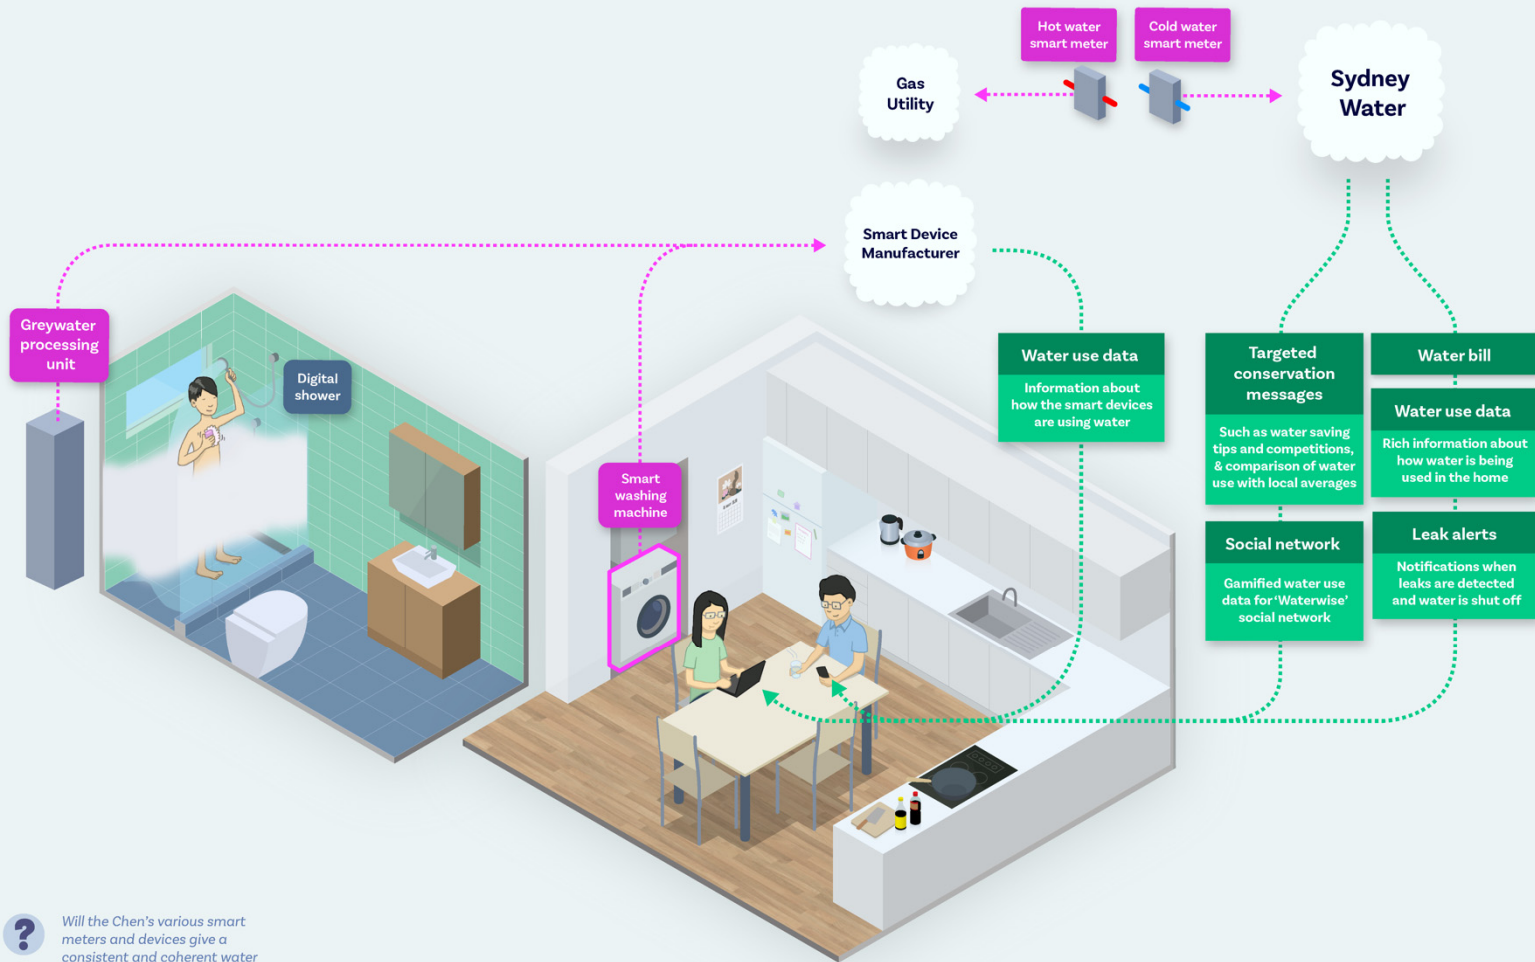 Hot water
smart meter
Cold water
smart meter
Gas
Utility
Sydney
Water
Smart Device
Manufacturer
Greywater
processing
unit
Digital
shower
Smart
washing
machine
Water use data
Information about
how the smart devices
are using water
Targeted
conservation
messages
Such as water saving
tips and competitions,
& comparison of water
use with local averages
Social network
Gamified water use
data for ‘Waterwise’
social network
Water bill
Water use data
Rich information about
how water is being
used in the home
Leak alerts
Notifications when
leaks are detected
and water is shut off
?
Will the Chen's various smart
meters and devices give a
consistent and coherent water